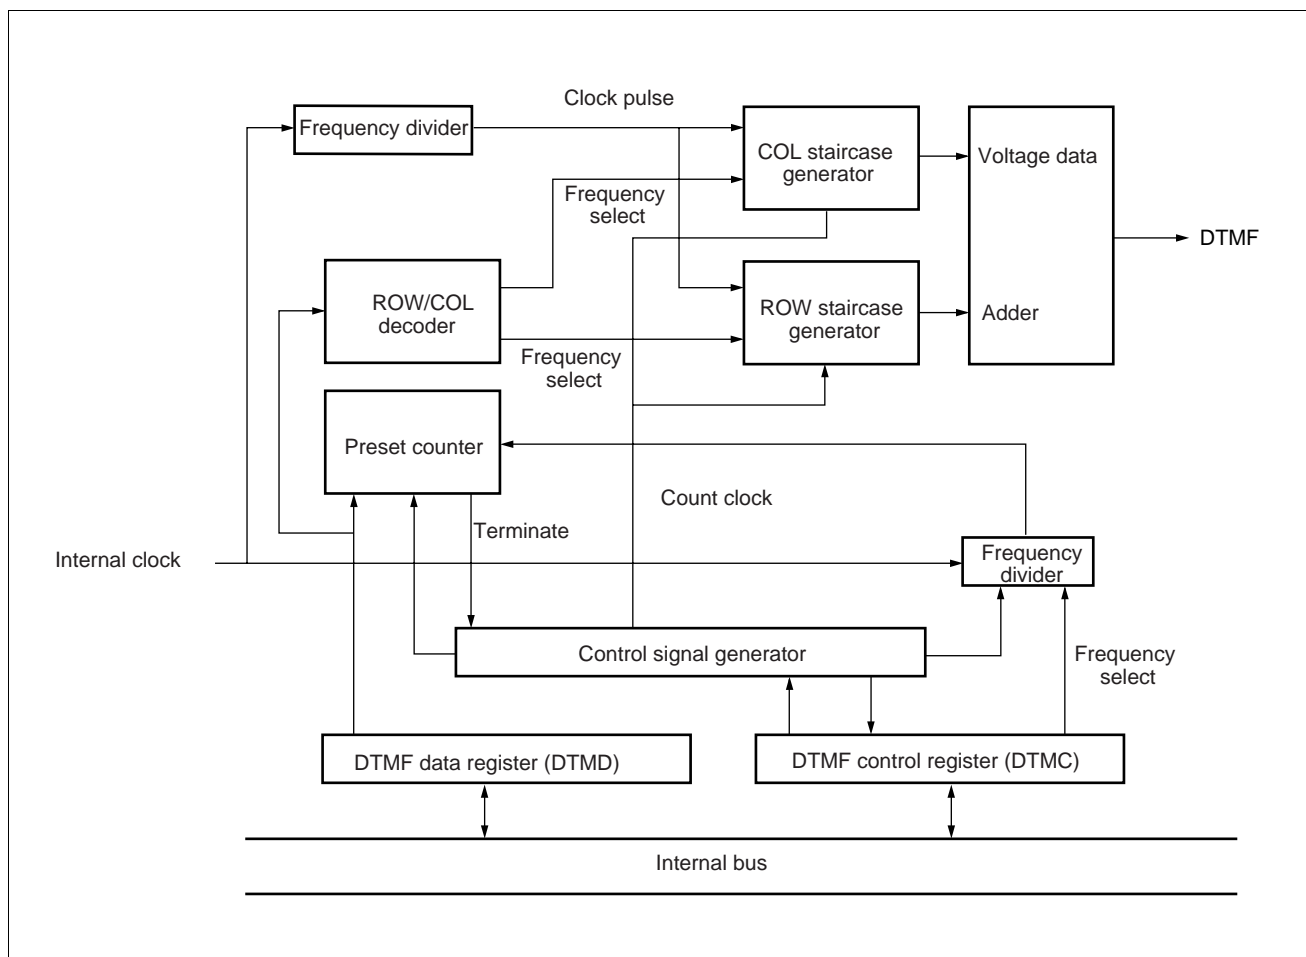 Clock pulse
Frequency divider
COL staircase
generator
Voltage data
Frequency
select
DTMF
ROW/COL
decoder
ROW staircase
generator
Adder
Frequency
select
Preset counter
Count clock
Terminate
Internal clock
Frequency
divider
Control signal generator
Frequency
select
DTMF data register (DTMD)
DTMF control register (DTMC)
Internal bus